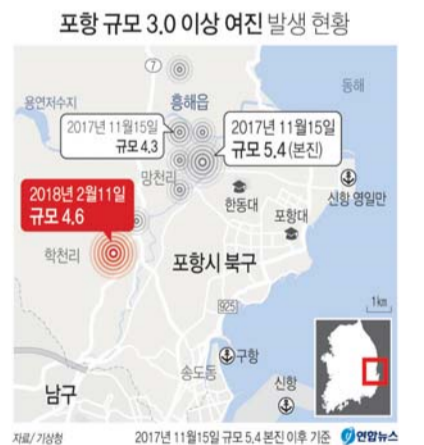 포항 규모 3.0 이상 여진 발생 현황
7
동해
용연저수지
흥해읍
2017년 11월15일
규모 4.3
2017년 11월15일
규모 5.4 (본진)
망천리
2018년 2월11일
규모 4.6
한동대
신항 영일만
포항대
학천리
포항시 북구
925
1㎞
구항
송도동
신항
남구
자료/ 기상청
2017년 11월15일 규모 5.4 본진 이후 기준
연합뉴스